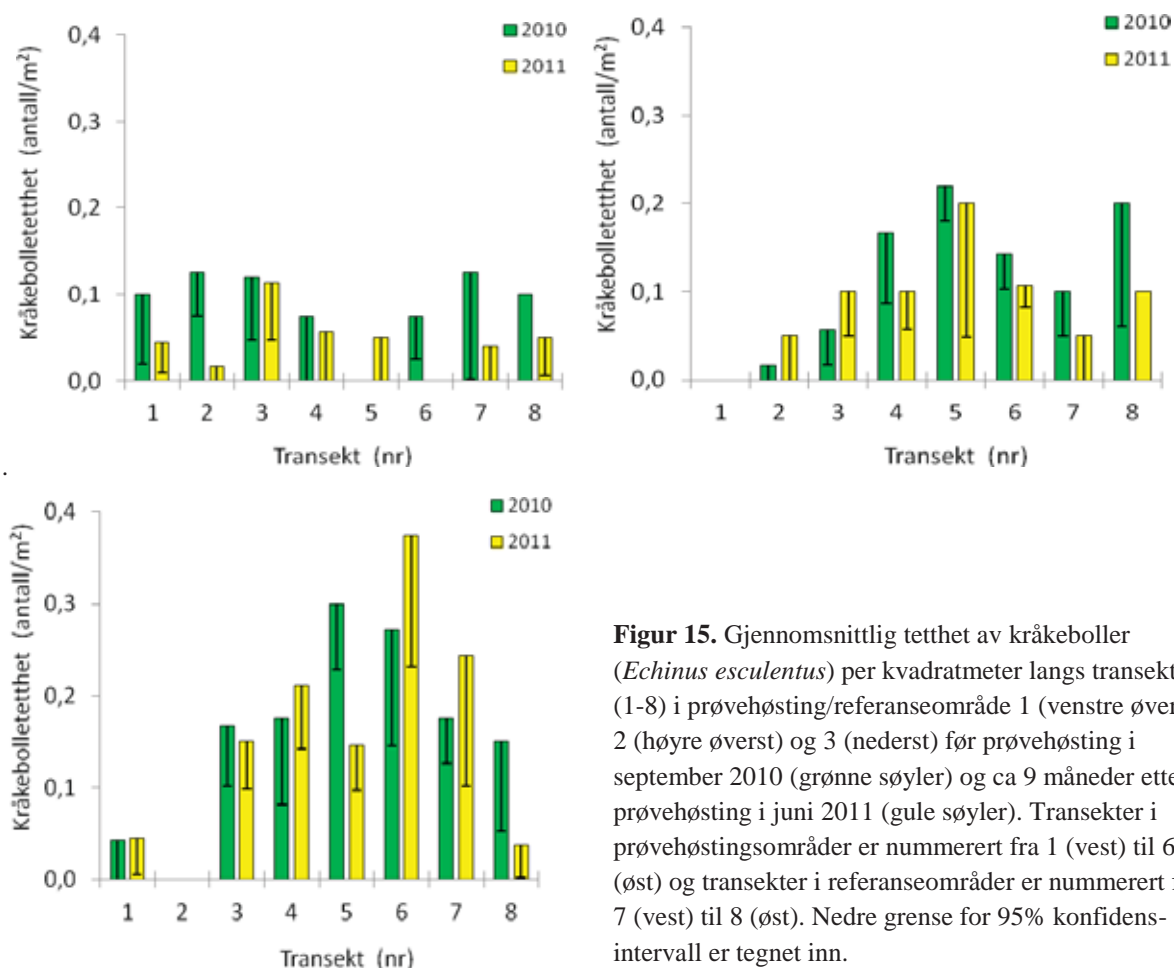 0,4
0,3
0,2
0,1
0,0
Kråkebolletetthet (antall/m²)
2010
2011
1 2 3 4 5 6 7 8
Transekt (nr)
0,4
0,3
0,2
0,1
0,0
Kråkebolletetthet (antall/m²)
2010
2011
1 2 3 4 5 6 7 8
Transekt (nr)
.
0,4
0,3
0,2
0,1
0,0
Kråkebolletetthet (antall/m²)
2010
2011
1 2 3 4 5 6 7 8
Transekt (nr)
Figur 15. Gjennomsnittlig tetthet av kråkeboller
(Echinus esculentus) per kvadratmeter langs transekt
(1-8) i prøvehøsting/referanseområde 1 (venstre øver
2 (høyre øverst) og 3 (nederst) før prøvehøsting i
september 2010 (grønne søyler) og ca 9 måneder ette
prøvehøsting i juni 2011 (gule søyler). Transekter i
prøvehøstingsområder er nummerert fra 1 (vest) til 6
(øst) og transekter i referanseområder er nummerert f
7 (vest) til 8 (øst). Nedre grense for 95% konfidens-
intervall er tegnet inn.